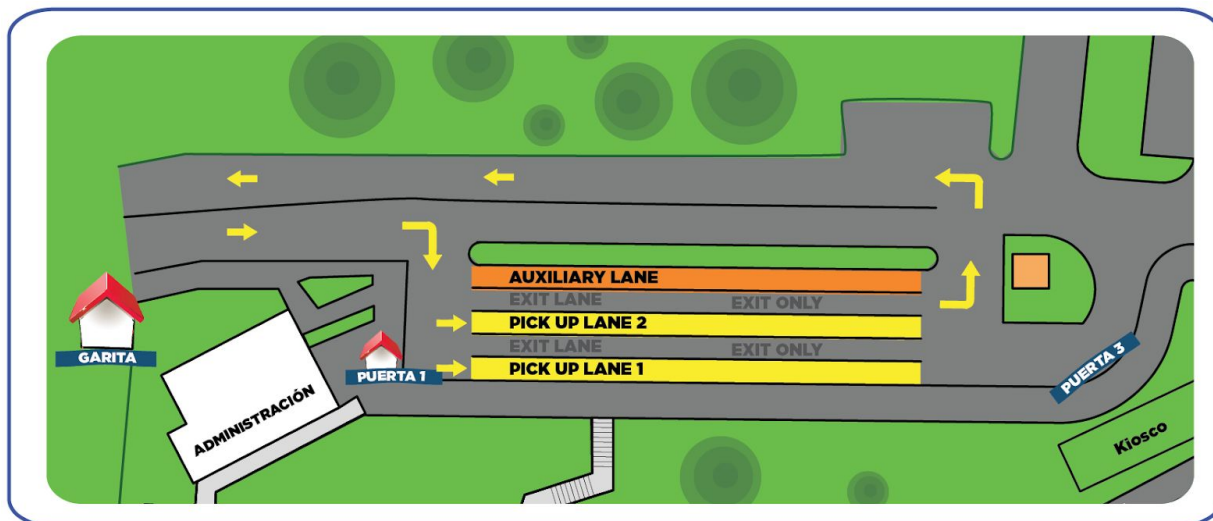 AUXILIARY LANE
EXIT LANE EXIT ONLY
PICK UP LANE 2
EXIT LANE EXIT ONLY
PICK UP LANE 1
GARITA
PUERTA 1
ADMINISTRACIÓN
PUERTA 3
Kiosco